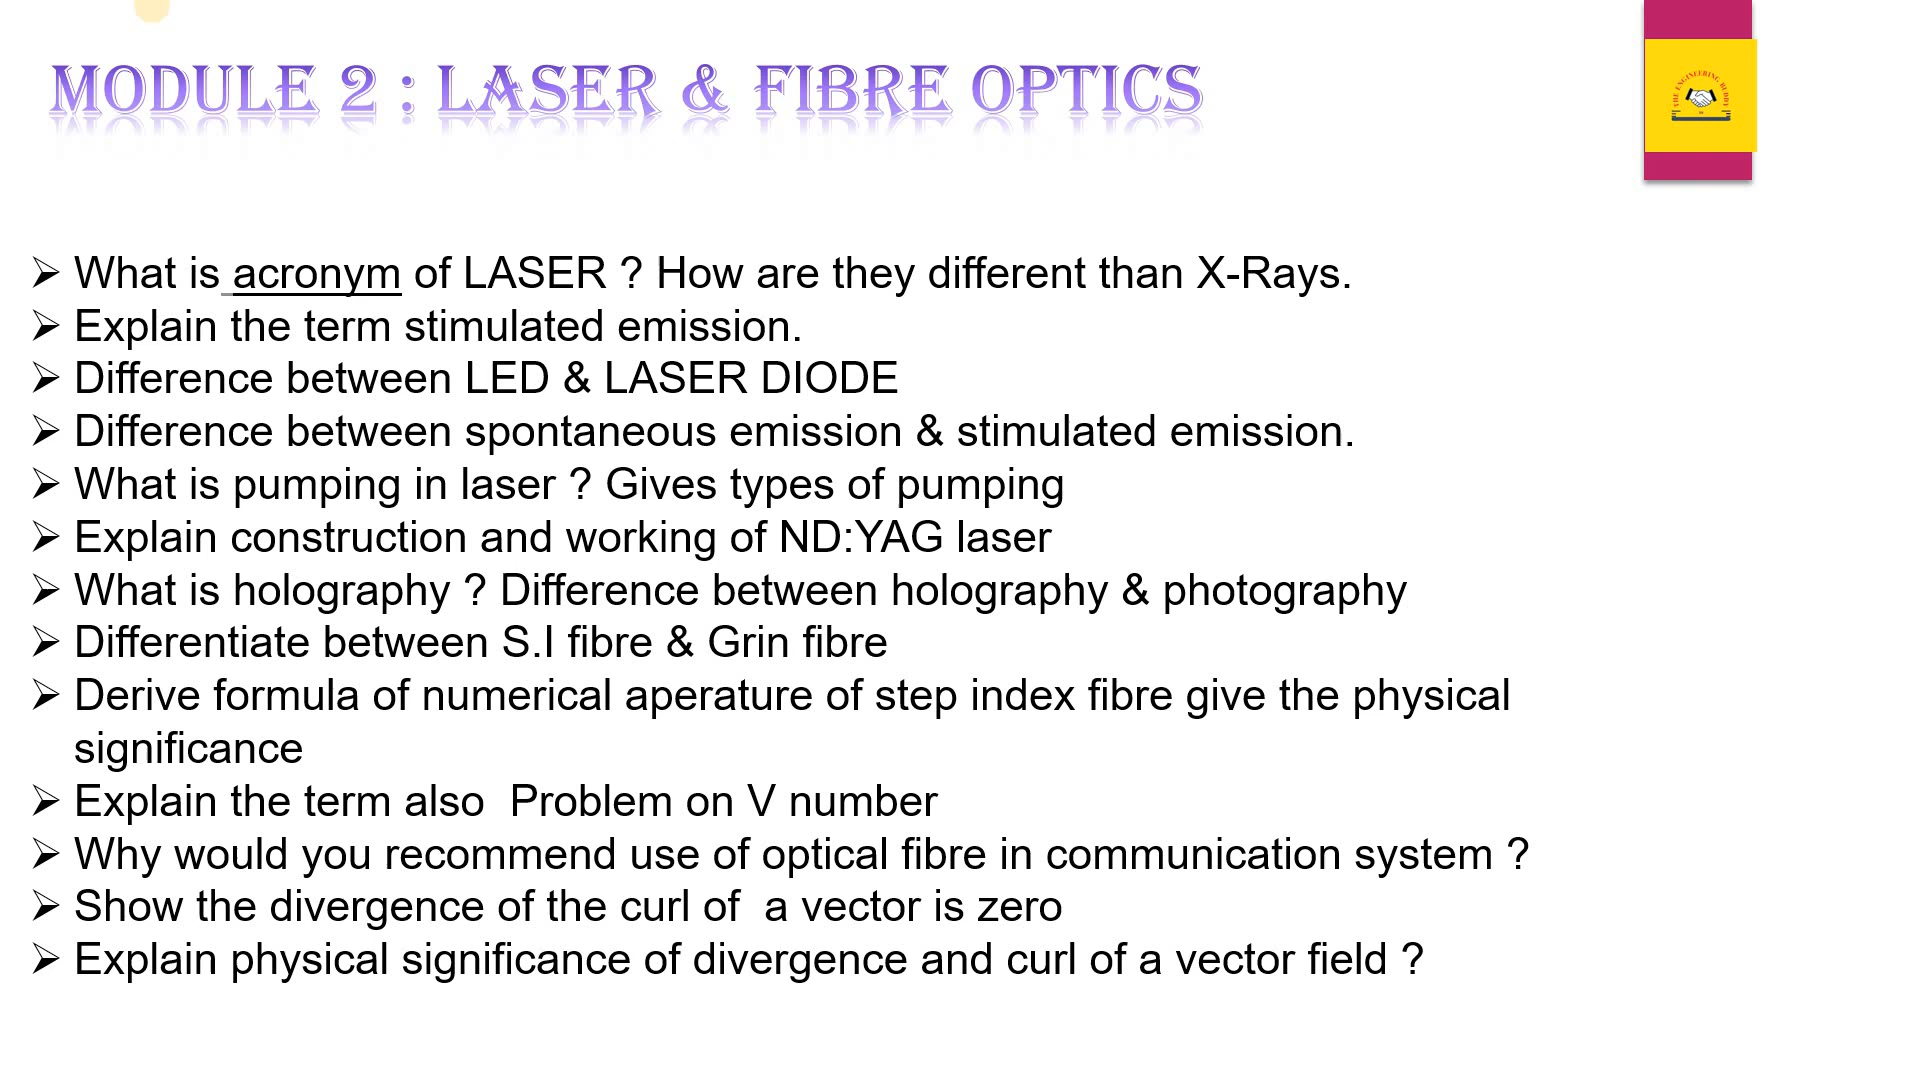 MODULE 2 : LASER & FIBRE OPTICS
THE ENGINEERING BUDDY
➢ What is acronym of LASER ? How are they different than X-Rays.
➢ Explain the term stimulated emission.
➢ Difference between LED & LASER DIODE
➢ Difference between spontaneous emission & stimulated emission.
➢ What is pumping in laser ? Gives types of pumping
➢ Explain construction and working of ND:YAG laser
➢ What is holography ? Difference between holography & photography
➢ Differentiate between S.I fibre & Grin fibre
➢ Derive formula of numerical aperature of step index fibre give the physical
significance
➢ Explain the term also  Problem on V number
➢ Why would you recommend use of optical fibre in communication system ?
➢ Show the divergence of the curl of  a vector is zero
➢ Explain physical significance of divergence and curl of a vector field ?